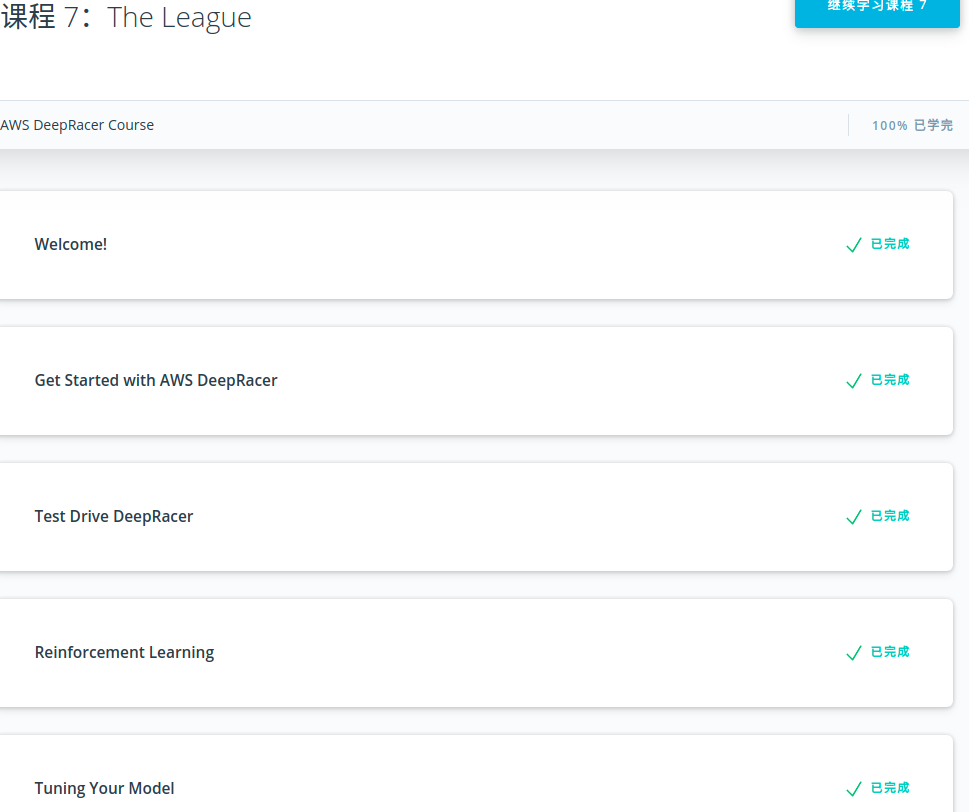 课程 7：The League
继续学习课程 7
AWS DeepRacer Course
100% 已学完
Welcome!
已完成
Get Started with AWS DeepRacer
已完成
Test Drive DeepRacer
已完成
Reinforcement Learning
已完成
Tuning Your Model
已完成